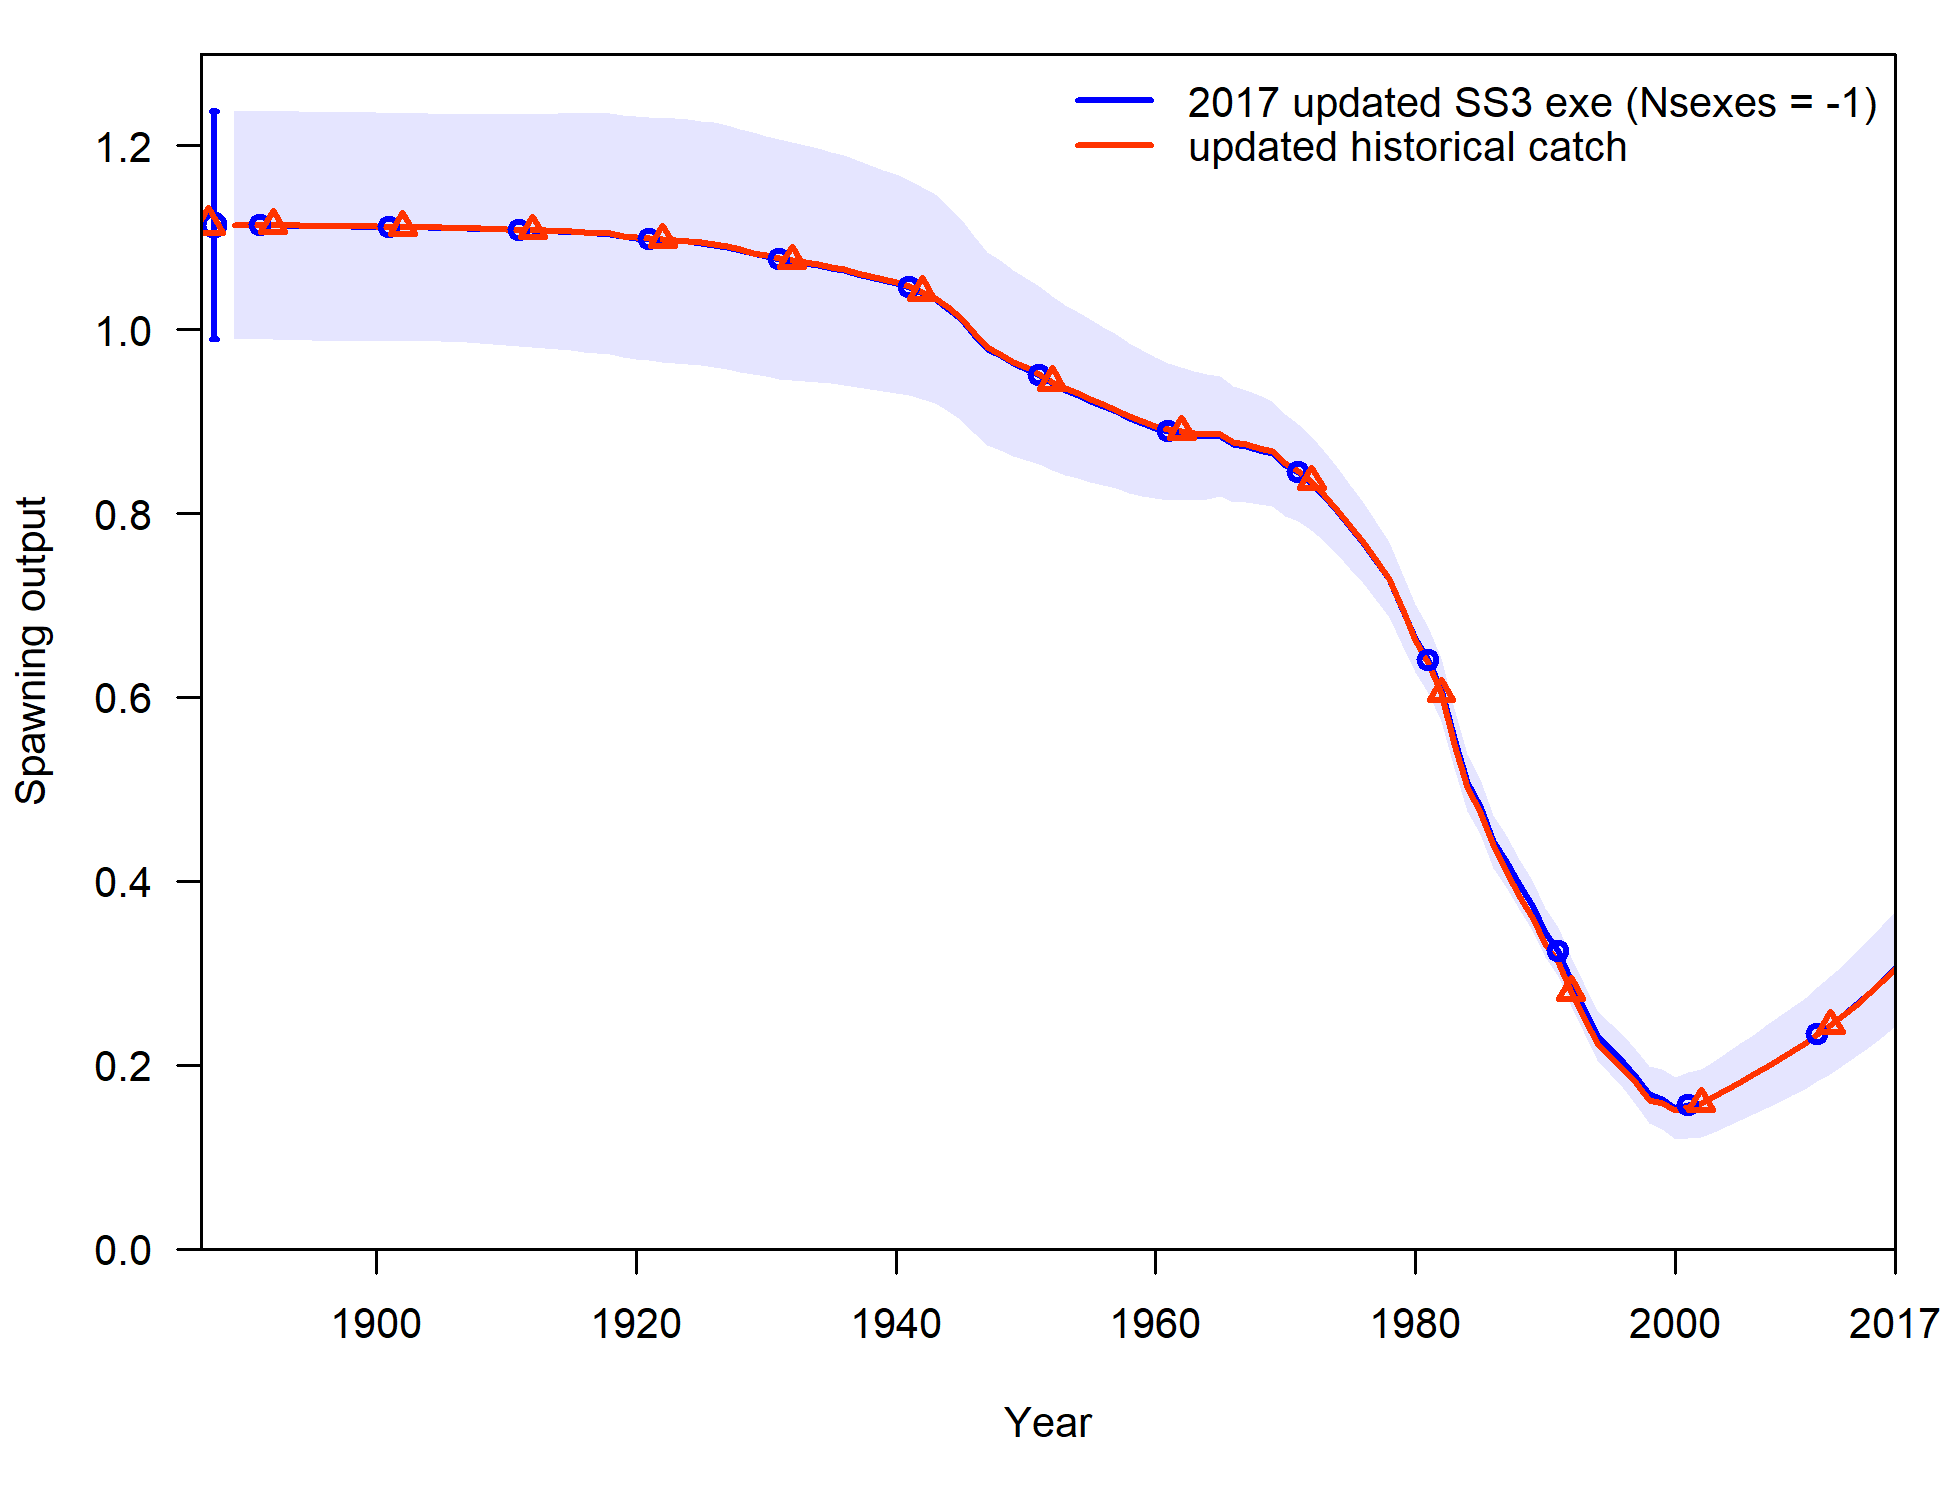 2017 updated SS3 exe (Nsexes = -1)
updated historical catch
1.2
1.0
0.8
0.6
0.4
0.2
0.0
Spawning output
1900 1920 1940 1960 1980 2000 2017
Year